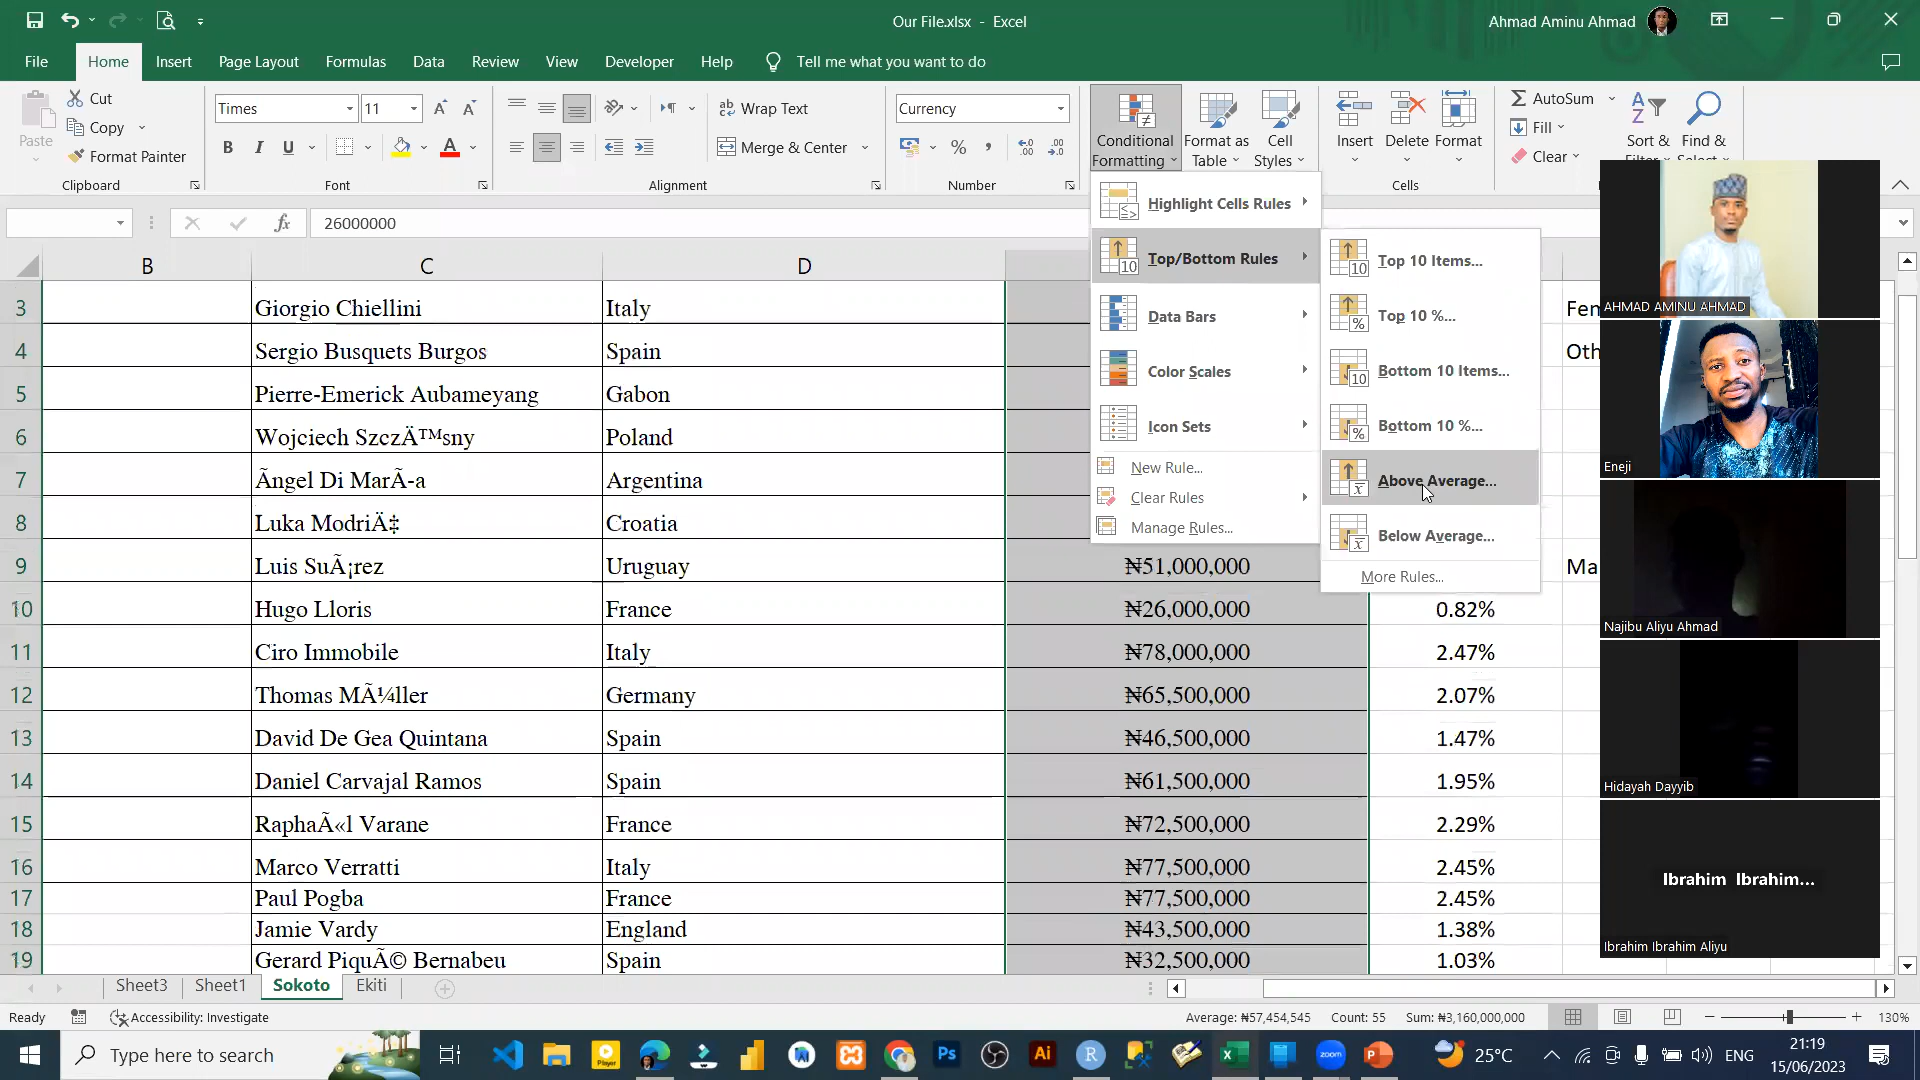 Our File.xlsx - Excel
Ahmad Aminu Ahmad
File Home Insert Page Layout Formulas Data Review View Developer Help Tell me what you want to do
Paste
Cut
Copy
Format Painter
Clipboard
Times 11
B I U
Font
Wrap Text
Merge & Center
Alignment
Currency
Number
Conditional Formatting
Format as Table
Cell Styles
Insert Delete Format
Cells
AutoSum
Fill
Clear
Sort &
Find &
26000000
Highlight Cells Rules
Top/Bottom Rules
Data Bars
Color Scales
Icon Sets
New Rule...
Clear Rules
Manage Rules...
Top 10 Items...
Top 10 %...
Bottom 10 Items...
Bottom 10 %...
Above Average...
Below Average...
More Rules...
B C D
3 Giorgio Chiellini Italy Fem
4 Sergio Busquets Burgos Spain Oth
5 Pierre-Emerick Aubameyang Gabon
6 Wojciech SzczÄ™sny Poland
7 Ãngel Di MarÃ-a Argentina
8 Luka ModriÄ‡ Croatia
9 Luis SuÃ¡rez Uruguay ₦51,000,000 Ma
10 Hugo Lloris France ₦26,000,000 0.82%
11 Ciro Immobile Italy ₦78,000,000 2.47%
12 Thomas MÃ¼ller Germany ₦65,500,000 2.07%
13 David De Gea Quintana Spain ₦46,500,000 1.47%
14 Daniel Carvajal Ramos Spain ₦61,500,000 1.95%
15 RaphaÃ«l Varane France ₦72,500,000 2.29%
16 Marco Verratti Italy ₦77,500,000 2.45%
17 Paul Pogba France ₦77,500,000 2.45%
18 Jamie Vardy England ₦43,500,000 1.38%
19 Gerard PiquÃ© Bernabeu Spain ₦32,500,000 1.03%
AHMAD AMINU AHMAD
Eneji
Najibu Aliyu Ahmad
Hidayah Dayyib
Ibrahim Ibrahim...
Ibrahim Ibrahim Aliyu
Sheet3 Sheet1 Sokoto Ekiti
Ready Accessibility: Investigate
Average: ₦57,454,545 Count: 55 Sum: ₦3,160,000,000
130%
Type here to search
25°C
ENG
21:19
15/06/2023